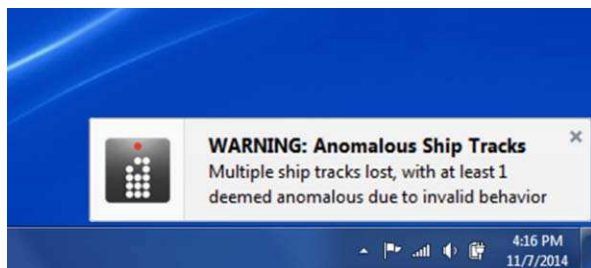 WARNING: Anomalous Ship Tracks
Multiple ship tracks lost, with at least 1
deemed anomalous due to invalid behavior
4:16 PM
11/7/2014